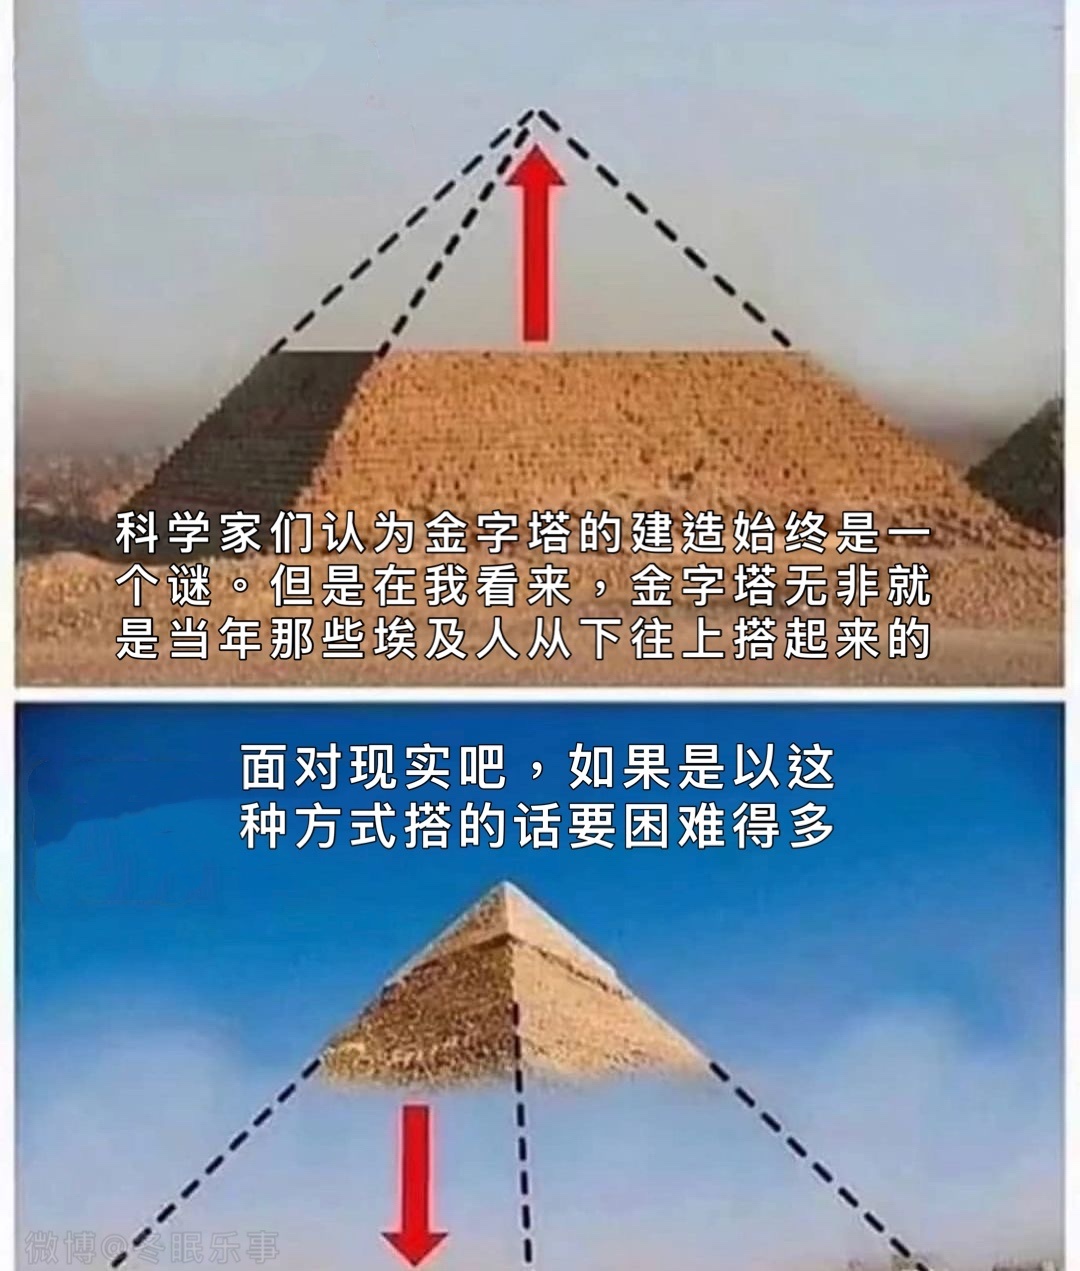 科学家们认为金字塔的建造始终是一
个谜。但是在我看来，金字塔无非就
是当年那些埃及人从下往上搭起来的
面对现实吧，如果是以这
种方式搭的话要困难得多
微博@冬眠乐事